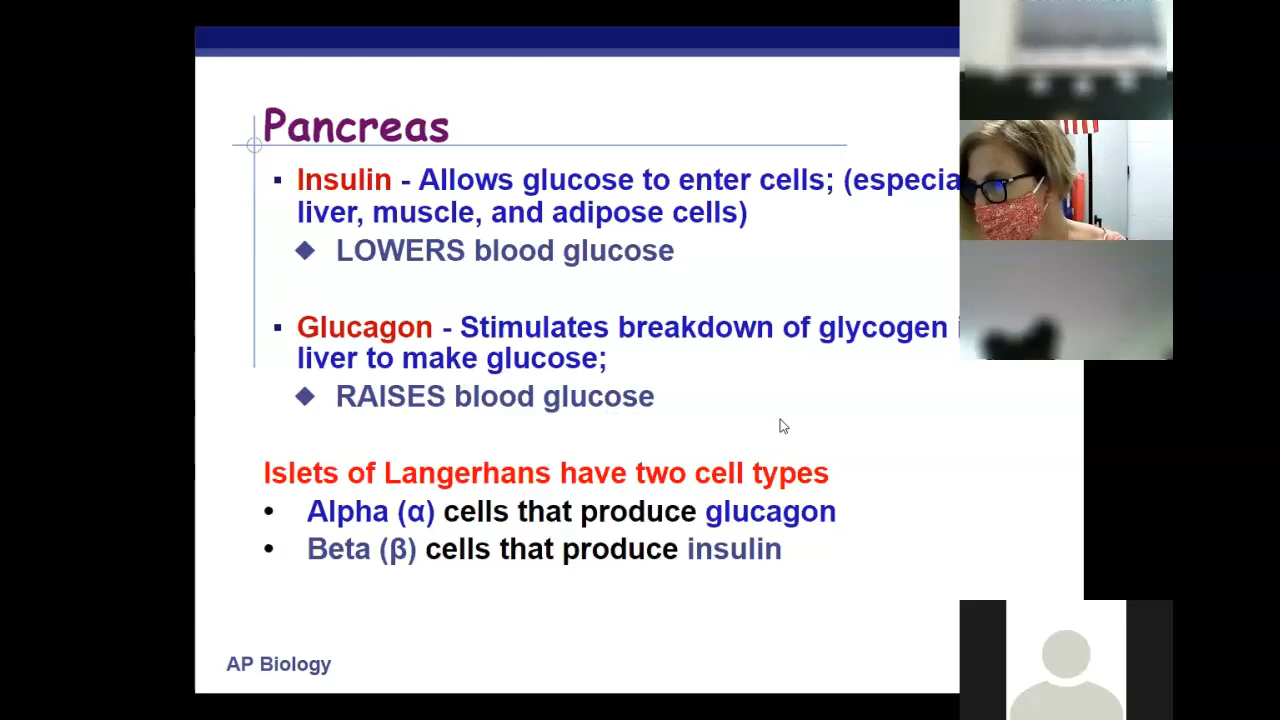 Pancreas
▪ Insulin - Allows glucose to enter cells; (especia
liver, muscle, and adipose cells)
◆ LOWERS blood glucose
▪ Glucagon - Stimulates breakdown of glycogen
liver to make glucose;
◆ RAISES blood glucose
Islets of Langerhans have two cell types
• Alpha (α) cells that produce glucagon
• Beta (β) cells that produce insulin
AP Biology